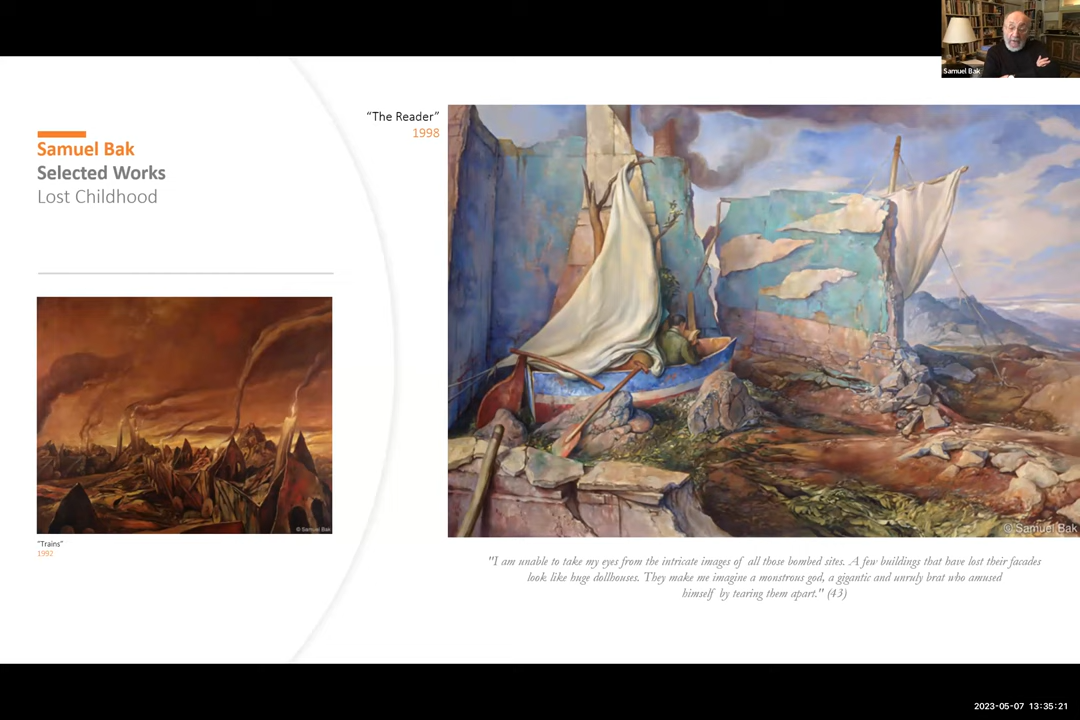 Samuel Bak
Samuel Bak
Selected Works
Lost Childhood
“The Reader”
1998
© Samuel Bak
"Trains"
1992
© Samuel Bak
"I am unable to take my eyes from the intricate images of all those bombed sites. A few buildings that have lost their facades
look like huge dollhouses. They make me imagine a monstrous god, a gigantic and unruly brat who amused
himself by tearing them apart." (43)
2023-05-07 13:35:21